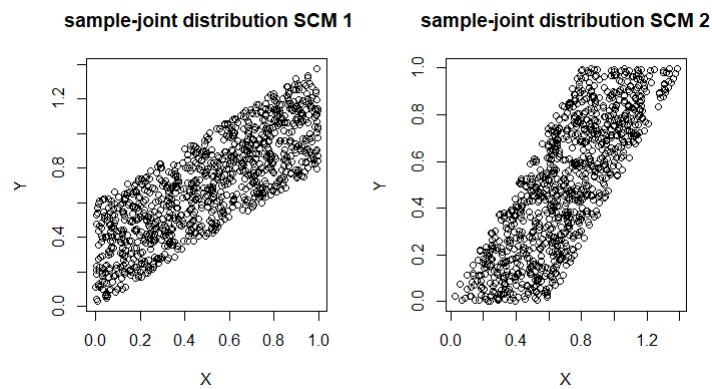 sample-joint distribution SCM 1
Y
1.2
0.8
0.4
0.0
0.0 0.2 0.4 0.6 0.8 1.0
X
sample-joint distribution SCM 2
Y
1.0
0.8
0.6
0.4
0.2
0.0
0.0 0.4 0.8 1.2
X